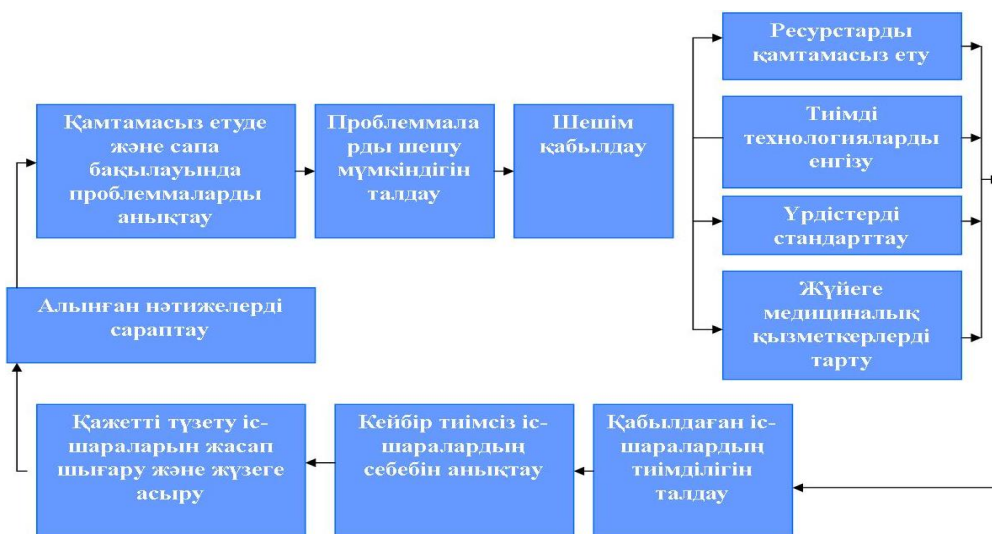 Қамтамасыз етуде
және сапа
бақылауында
проблеммаларды
анықтау
Проблеммала
рды шешу
мүмкіндігін
талдау
Шешім
қабылдау
Ресурстарды
қамтамасыз ету
Тиімді
технологияларды
енгізу
Үрдістерді
стандарттау
Жүйеге
медициналық
қызметкерлерді
тарту
Қабылдаған іс-
шаралардың
тиімділігін
талдау
Кейбір тиімсіз іс-
шаралардың
себебін анықтау
Қажетті түзету іс-
шараларын жасап
шығару және жүзеге
асыру
Алынған нәтижелерді
сараптау